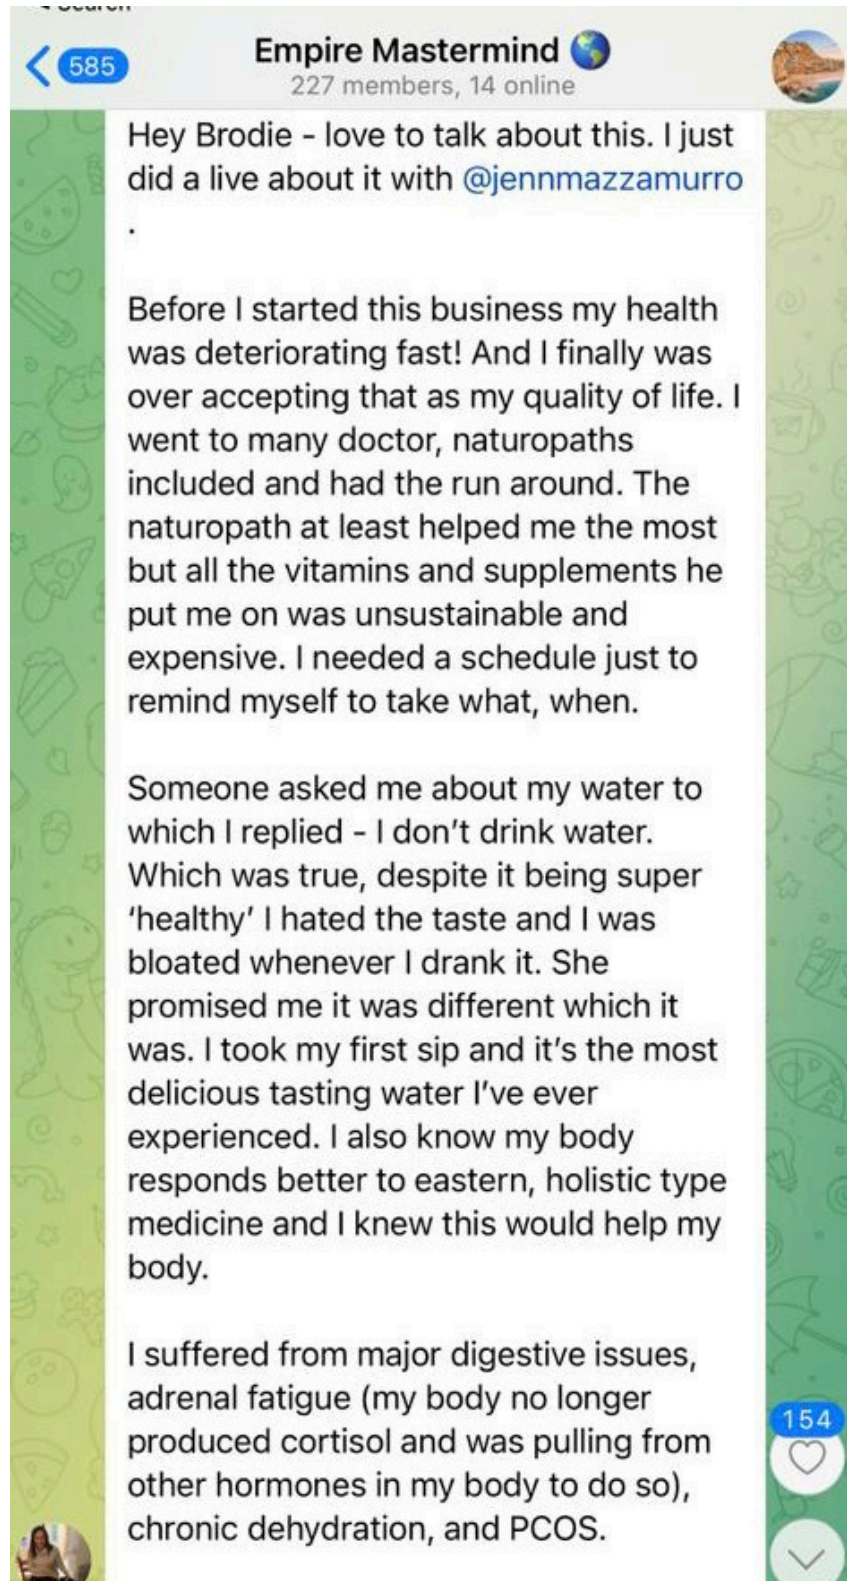 585
Empire Mastermind 🌎
227 members, 14 online
Hey Brodie - love to talk about this. I just
did a live about it with @jennmazzamurro
.
Before I started this business my health
was deteriorating fast! And I finally was
over accepting that as my quality of life. I
went to many doctor, naturopaths
included and had the run around. The
naturopath at least helped me the most
but all the vitamins and supplements he
put me on was unsustainable and
expensive. I needed a schedule just to
remind myself to take what, when.
Someone asked me about my water to
which I replied - I don't drink water.
Which was true, despite it being super
'healthy' I hated the taste and I was
bloated whenever I drank it. She
promised me it was different which it
was. I took my first sip and it's the most
delicious tasting water I've ever
experienced. I also know my body
responds better to eastern, holistic type
medicine and I knew this would help my
body.
I suffered from major digestive issues,
adrenal fatigue (my body no longer
produced cortisol and was pulling from
other hormones in my body to do so),
chronic dehydration, and PCOS.
154